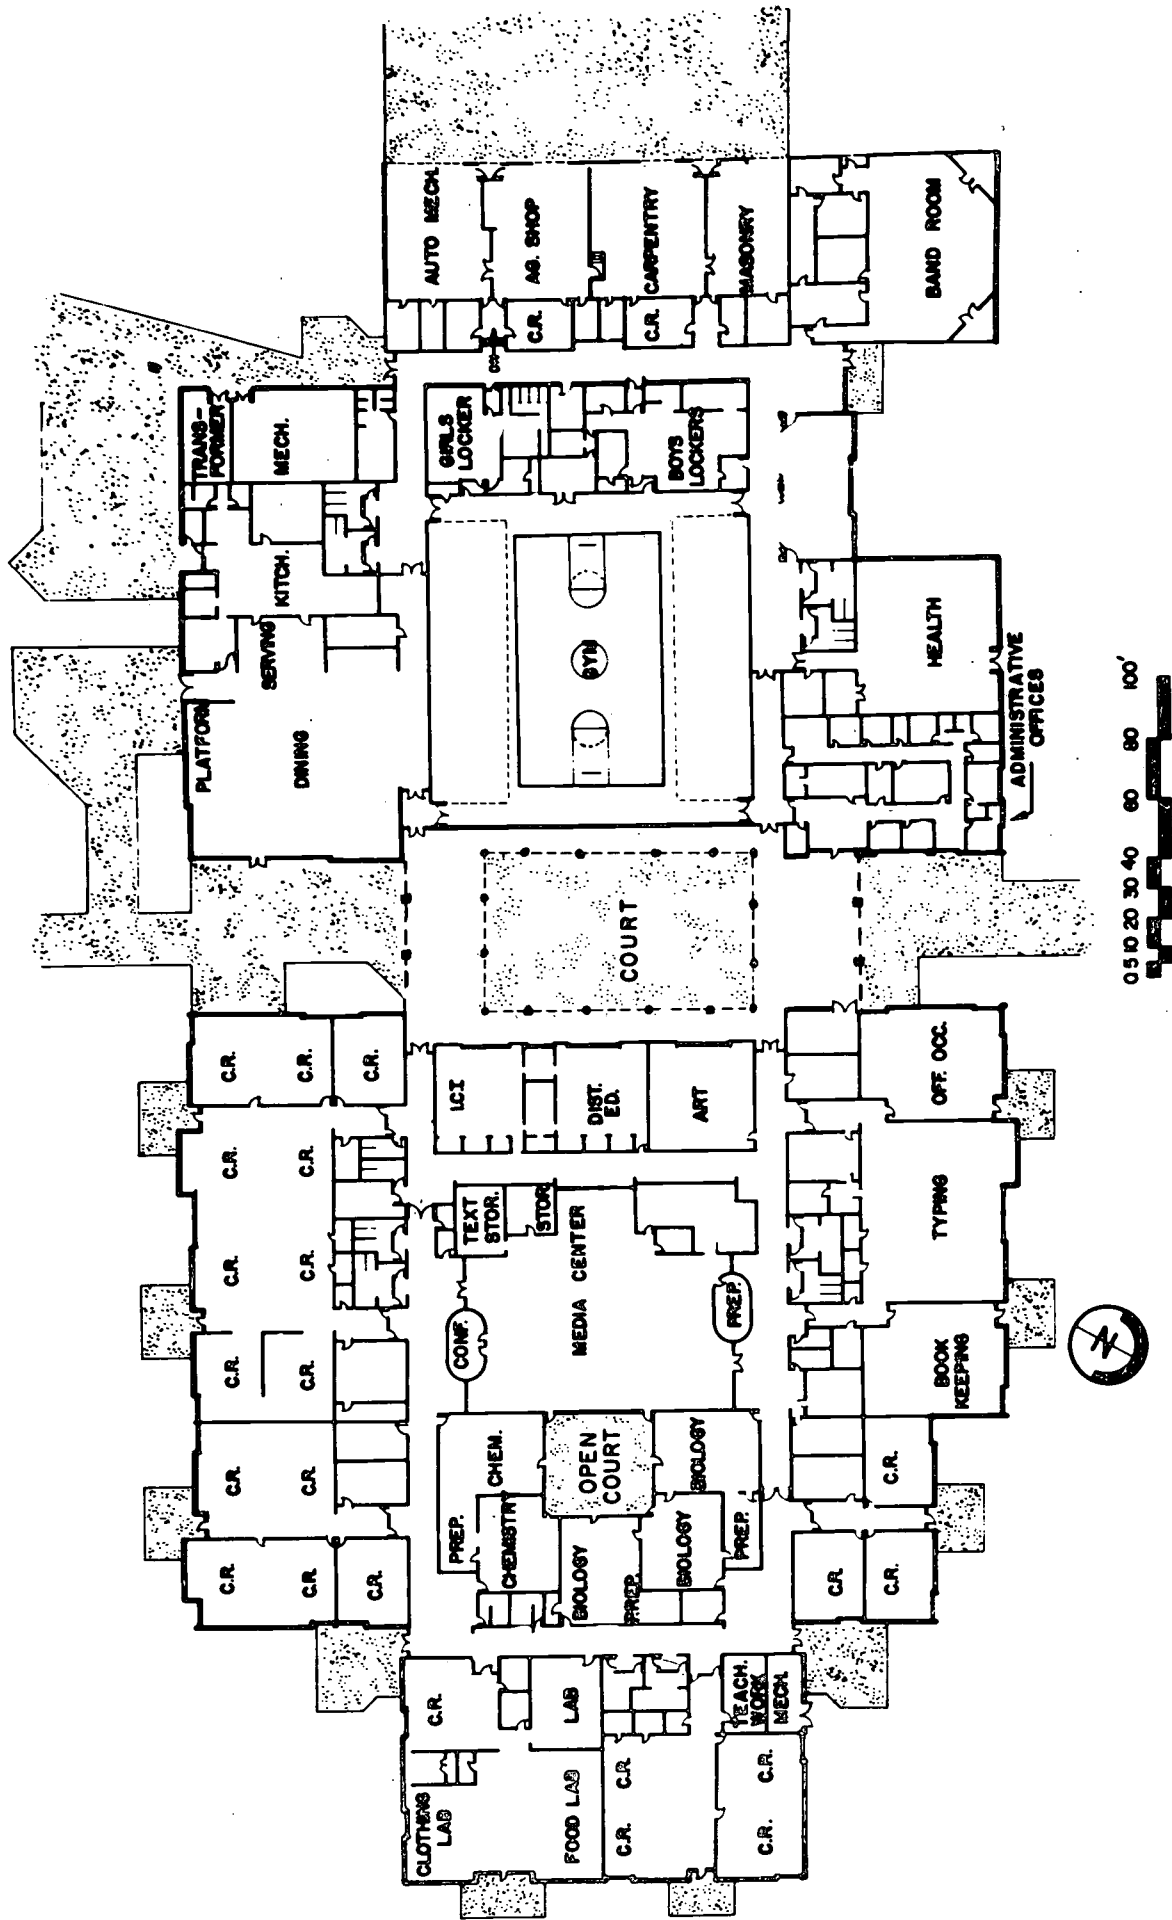 AUTO MECH.
AG. SHOP
CARPENTRY
MASONRY
BAND ROOM
C.R.
C.R.
TRANS-
FORMER
MECH.
GIRLS
LOCKER
BOYS
LOCKERS
KITCH.
SERVING
PLATFORM
DINING
GYM
HEALTH
ADMINISTRATIVE
OFFICES
COURT
0 5 10 20 30 40 60 80 100'
C.R.
C.R.
C.R.
I.C.I
DIST.
ED.
ART
OFF. OCC.
C.R.
C.R.
TEXT
STOR.
STOR.
MEDIA CENTER
TYPING
C.R.
C.R.
CONF.
PREP.
C.R.
C.R.
BOOK
KEEPING
N
C.R.
C.R.
CHEM.
OPEN
COURT
BIOLOGY
C.R.
PREP.
CHEMISTRY
BIOLOGY
PREP.
BIOLOGY
PREP.
C.R.
C.R.
C.R.
C.R.
C.R.
C.R.
LAB
TEACH.
WORK
MECH.
CLOTHING
LAB
FOOD LAB
C.R.
C.R.
C.R.
C.R.